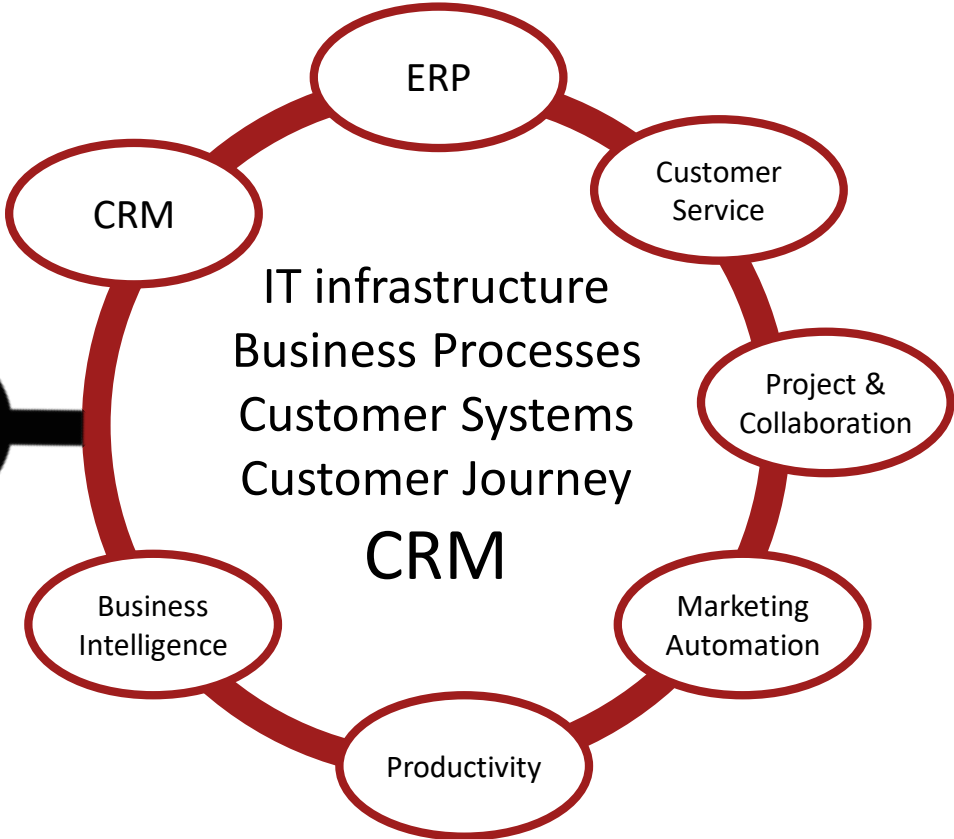 ERP
Customer
Service
CRM
IT infrastructure
Business Processes
Customer Systems
Customer Journey
CRM
Project &
Collaboration
Business
Intelligence
Marketing
Automation
Productivity